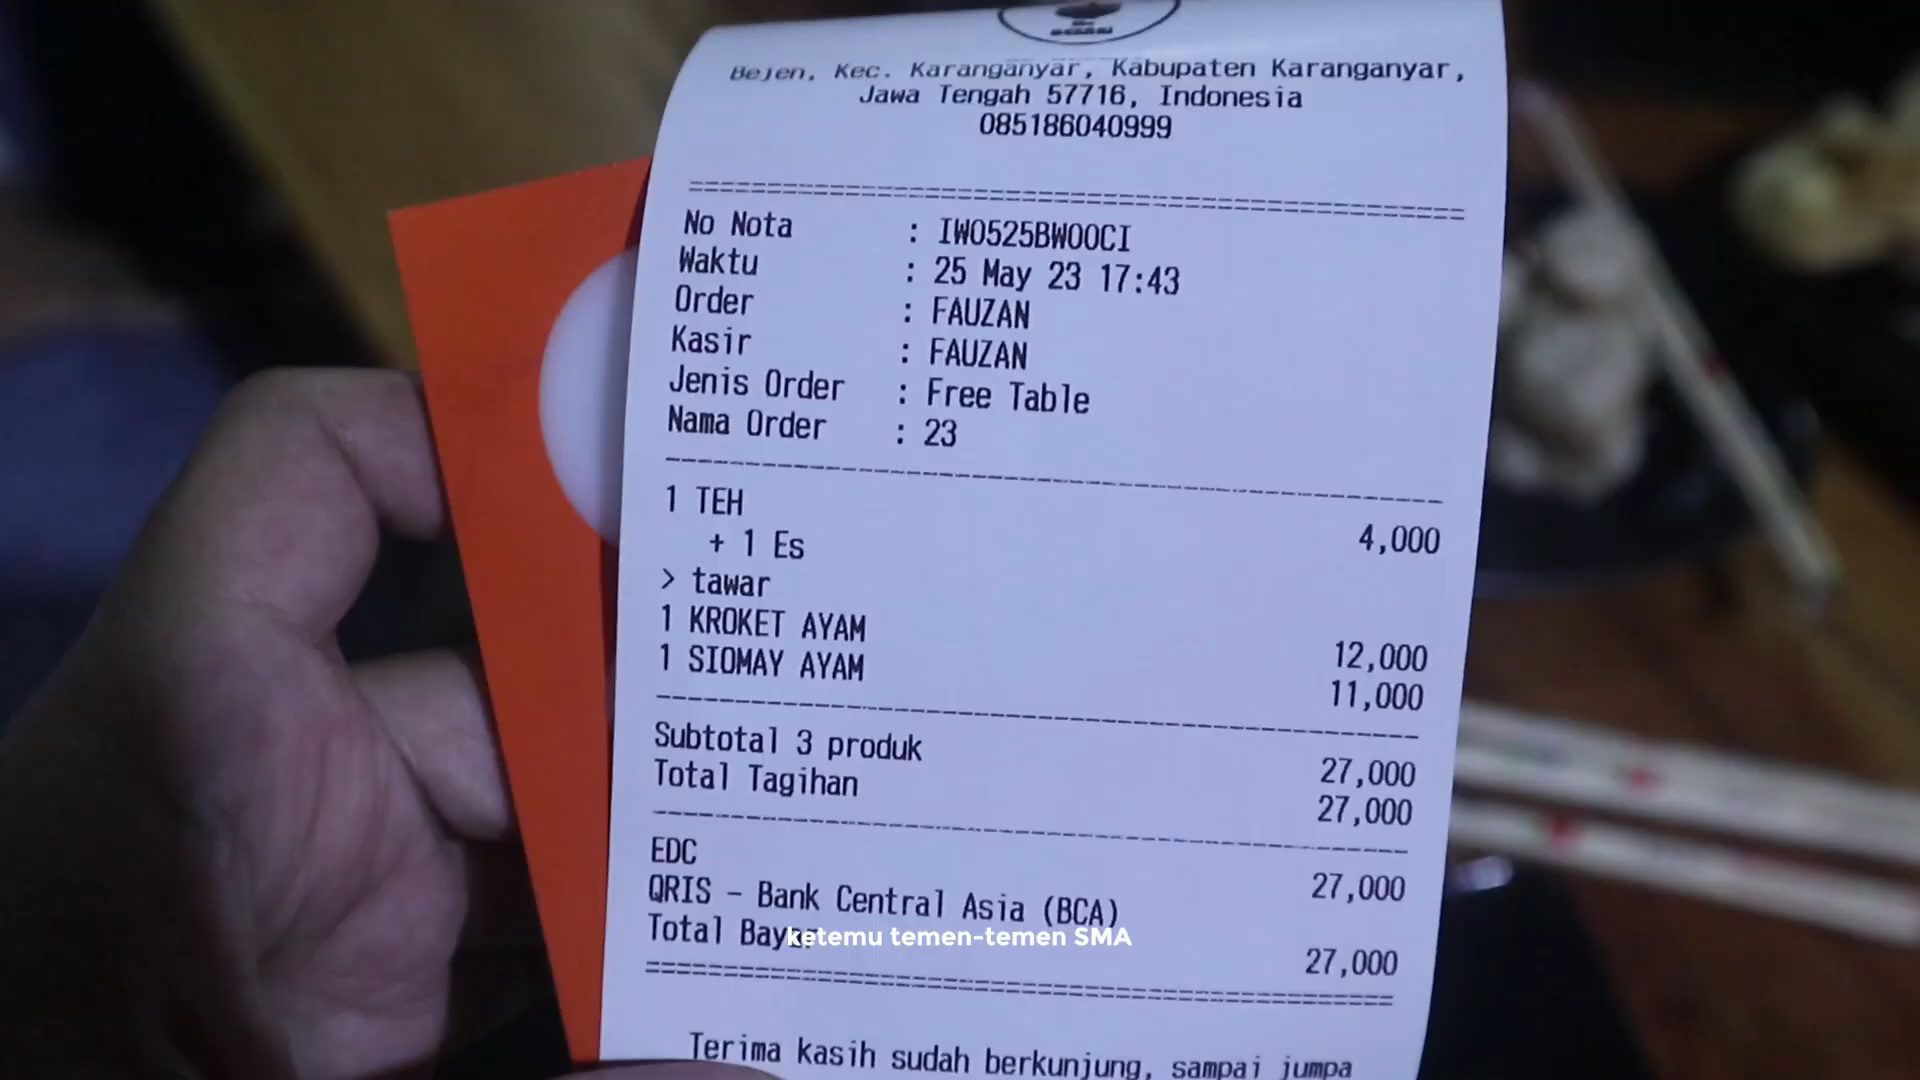 Bejen, Kec. Karanganyar, Kabupaten Karanganyar,
Jawa Tengah 57716, Indonesia
085186040999
No Nota : IW0525BW00CI
Waktu : 25 May 23 17:43
Order : FAUZAN
Kasir : FAUZAN
Jenis Order : Free Table
Nama Order : 23
1 TEH 4,000
+ 1 Es
> tawar
1 KROKET AYAM 12,000
1 SIOMAY AYAM 11,000
Subtotal 3 produk 27,000
Total Tagihan 27,000
EDC 27,000
QRIS - Bank Central Asia (BCA)
Total Bayar 27,000
ketemu temen-temen SMA
Terima kasih sudah berkunjung, sampai jumpa